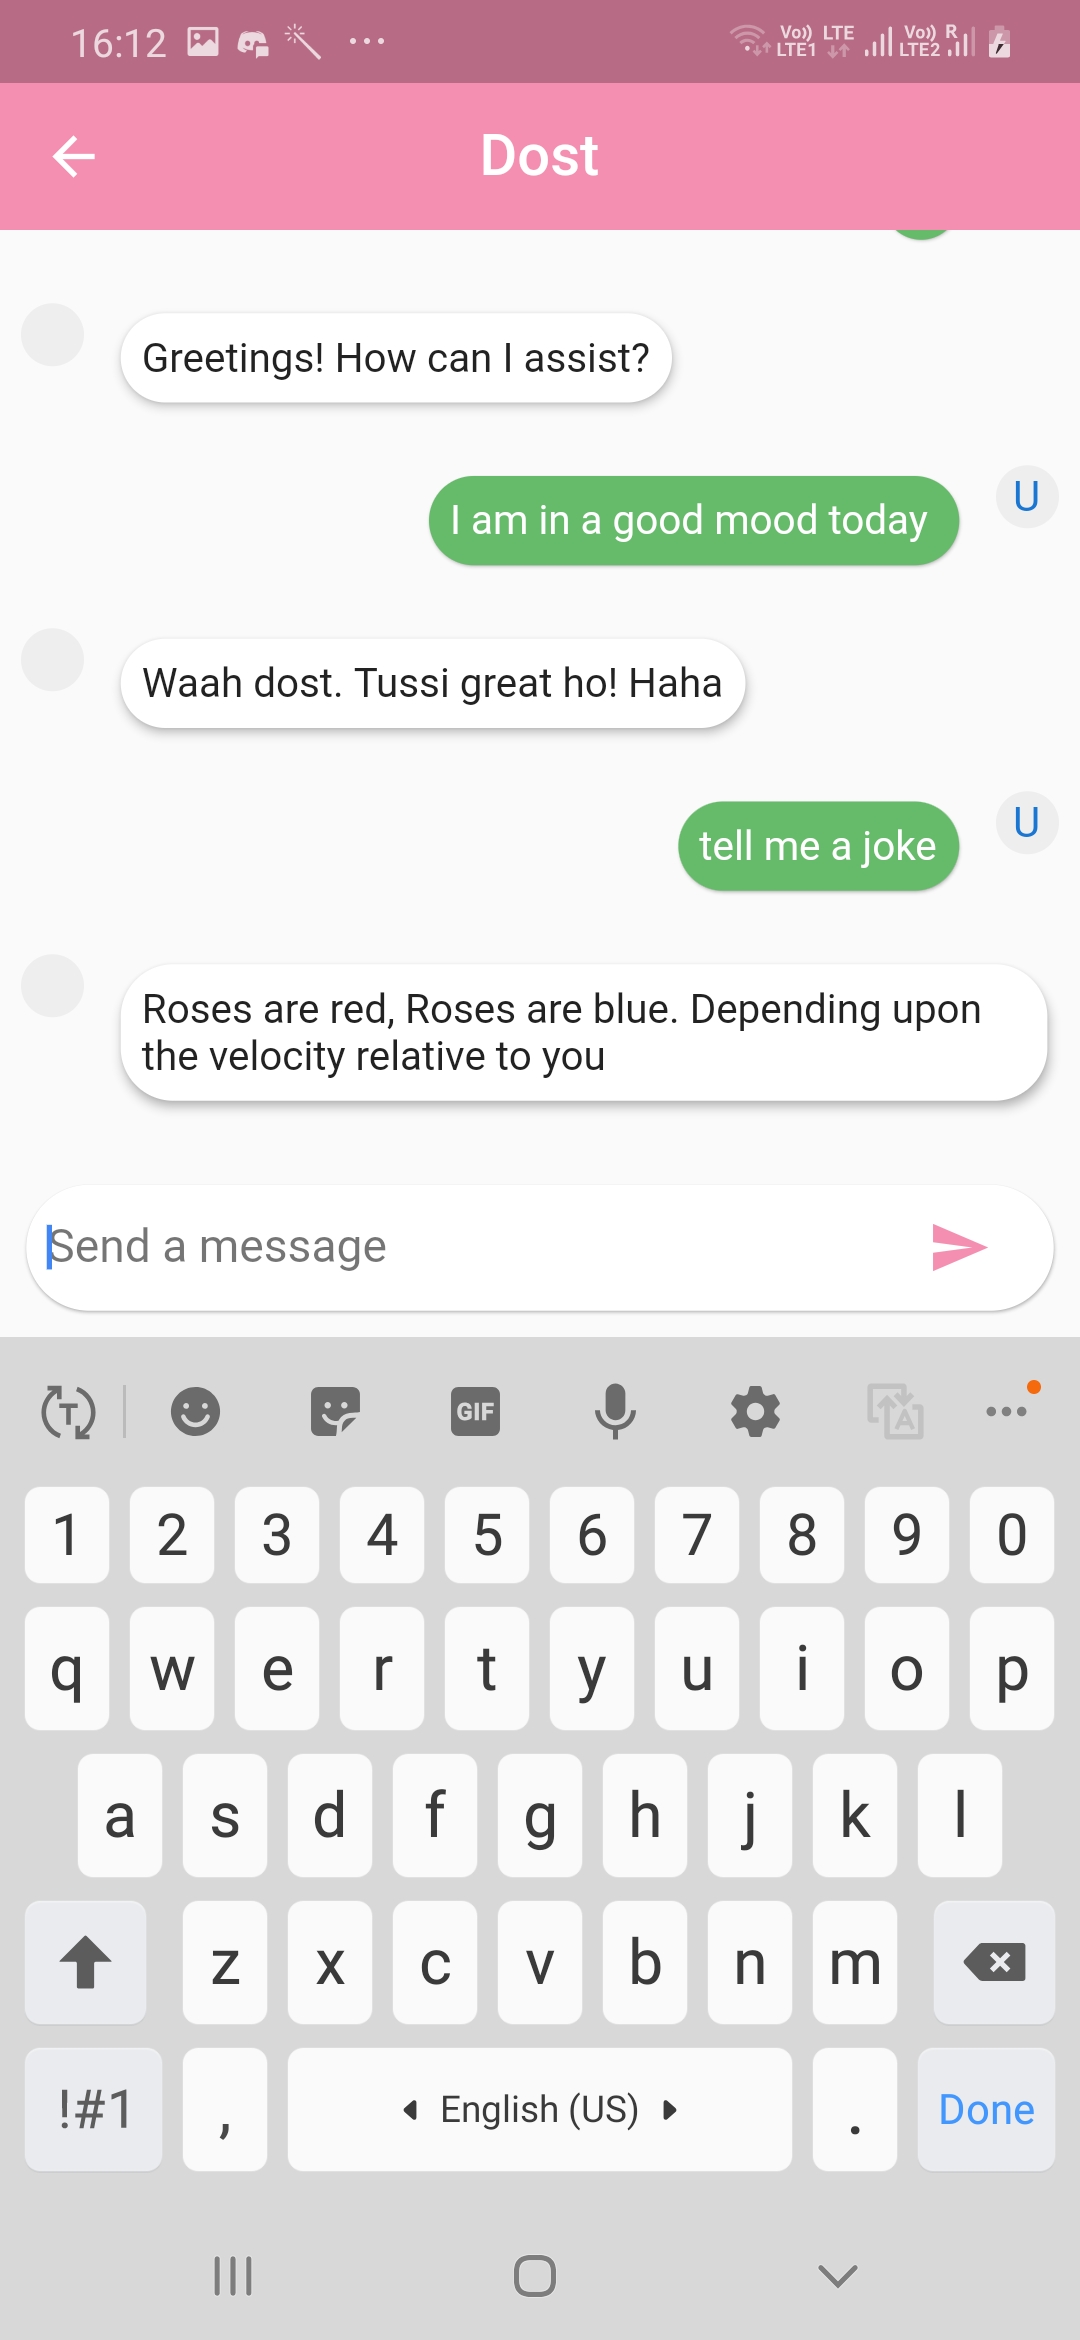 16:12
Vo)) LTE Vo)) R
LTE1 LTE2
Dost
Greetings! How can I assist?
I am in a good mood today
U
Waah dost. Tussi great ho! Haha
tell me a joke
U
Roses are red, Roses are blue. Depending upon
the velocity relative to you
Send a message
T GIF A
1 2 3 4 5 6 7 8 9 0
q w e r t y u i o p
a s d f g h j k l
z x c v b n m
!#1 , English (US) . Done